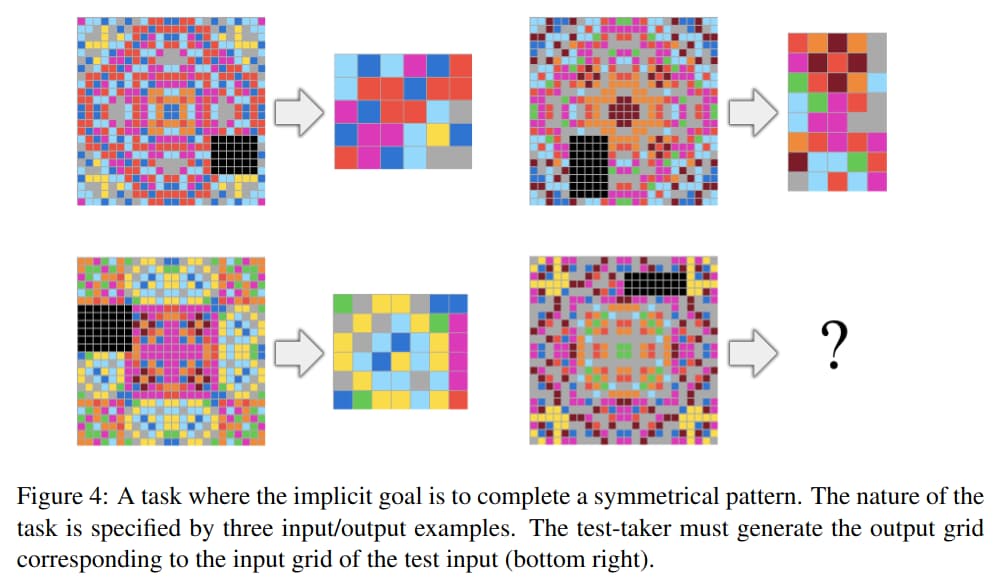 ?
Figure 4: A task where the implicit goal is to complete a symmetrical pattern. The nature of the
task is specified by three input/output examples. The test-taker must generate the output grid
corresponding to the input grid of the test input (bottom right).